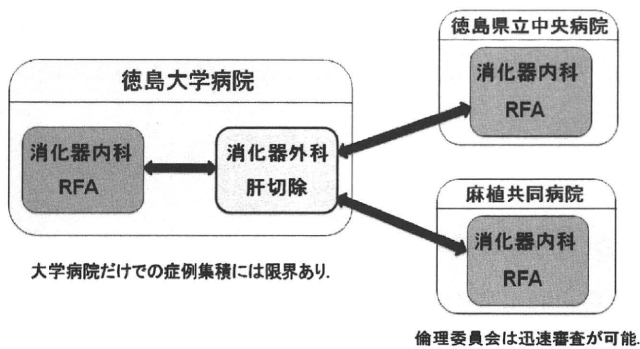 徳島大学病院
消化器内科
RFA
消化器外科
肝切除
大学病院だけでの症例集積には限界あり.
徳島県立中央病院
消化器内科
RFA
麻植共同病院
消化器内科
RFA
倫理委員会は迅速審査が可能.